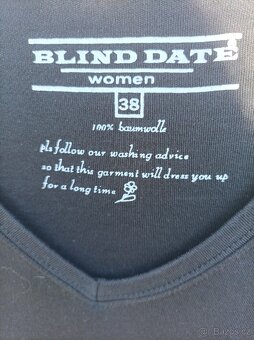 BLIND DATE
women
38
100% baumwolle
pls follow our washing advice
so that this garment will dress you up
for a long time